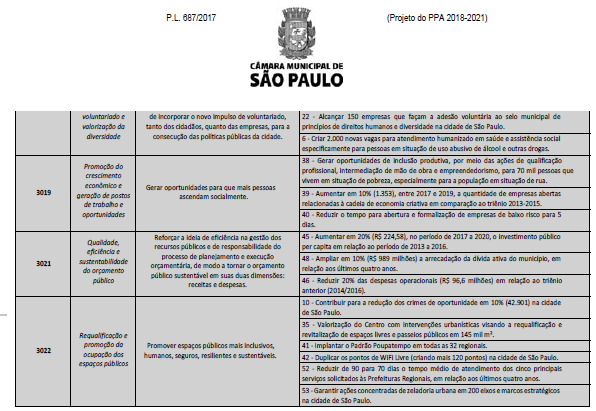 P.L. 687/2017 (Projeto do PPA 2018-2021)
CÂMARA MUNICIPAL DE
SÃO PAULO
voluntariado e
valorização da
diversidade
de incorporar o novo impulso de voluntariado,
tanto dos cidadãos, quanto das empresas, para a
consecução das políticas públicas da cidade.
22 - Alcançar 150 empresas que façam a adesão voluntária ao selo municipal de
princípios de direitos humanos e diversidade na cidade de São Paulo.
6 - Criar 2.000 novas vagas para atendimento humanizado em saúde e assistência social
especificamente para pessoas em situação de uso abusivo de álcool e outras drogas.
3019
Promoção do
crescimento
econômico e
geração de postos
de trabalho e
oportunidades
Gerar oportunidades para que mais pessoas
ascendam socialmente.
38 - Gerar oportunidades de inclusão produtiva, por meio das ações de qualificação
profissional, intermediação de mão de obra e empreendedorismo, para 70 mil pessoas que
vivem em situação de pobreza, especialmente para a população em situação de rua.
39 - Aumentar em 10% (1.353), entre 2017 e 2019, a quantidade de empresas abertas
relacionadas à cadeia de economia criativa em comparação ao triênio 2013-2015.
40 - Reduzir o tempo para abertura e formalização de empresas de baixo risco para 5
dias.
3021
Qualidade,
eficiência e
sustentabilidade
do orçamento
público
Reforçar a ideia de eficiência na gestão dos
recursos públicos e de responsabilidade do
processo de planejamento e execução
orçamentária, de modo a tornar o orçamento
público sustentável em suas duas dimensões:
receitas e despesas.
45 - Aumentar em 20% (R$ 224,58), no período de 2017 a 2020, o investimento público
per capita em relação ao período de 2013 a 2016.
48 - Ampliar em 10% (R$ 989 milhões) a arrecadação da dívida ativa do município, em
relação aos últimos quatro anos.
46 - Reduzir 20% das despesas operacionais (R$ 96,6 milhões) em relação ao triênio
anterior (2014/2016).
3022
Requalificação e
promoção da
ocupação dos
espaços públicos
Promover espaços públicos mais inclusivos,
humanos, seguros, resilientes e sustentáveis.
10 - Contribuir para a redução dos crimes de oportunidade em 10% (42.901) na cidade
de São Paulo.
35 - Valorização do Centro com intervenções urbanísticas visando a requalificação e
revitalização de espaços livres e passeios públicos em 145 mil m².
41 - Implantar o Padrão Poupatempo em todas as 32 regionais.
42 - Duplicar os pontos de WIFI Livre (criando mais 120 pontos) na cidade de São Paulo.
52 - Reduzir de 90 para 70 dias o tempo médio de atendimento dos cinco principais
serviços solicitados às Prefeituras Regionais, em relação aos últimos quatro anos.
53 - Garantir ações concentradas de zeladoria urbana em 200 eixos e marcos estratégicos
na cidade de São Paulo.